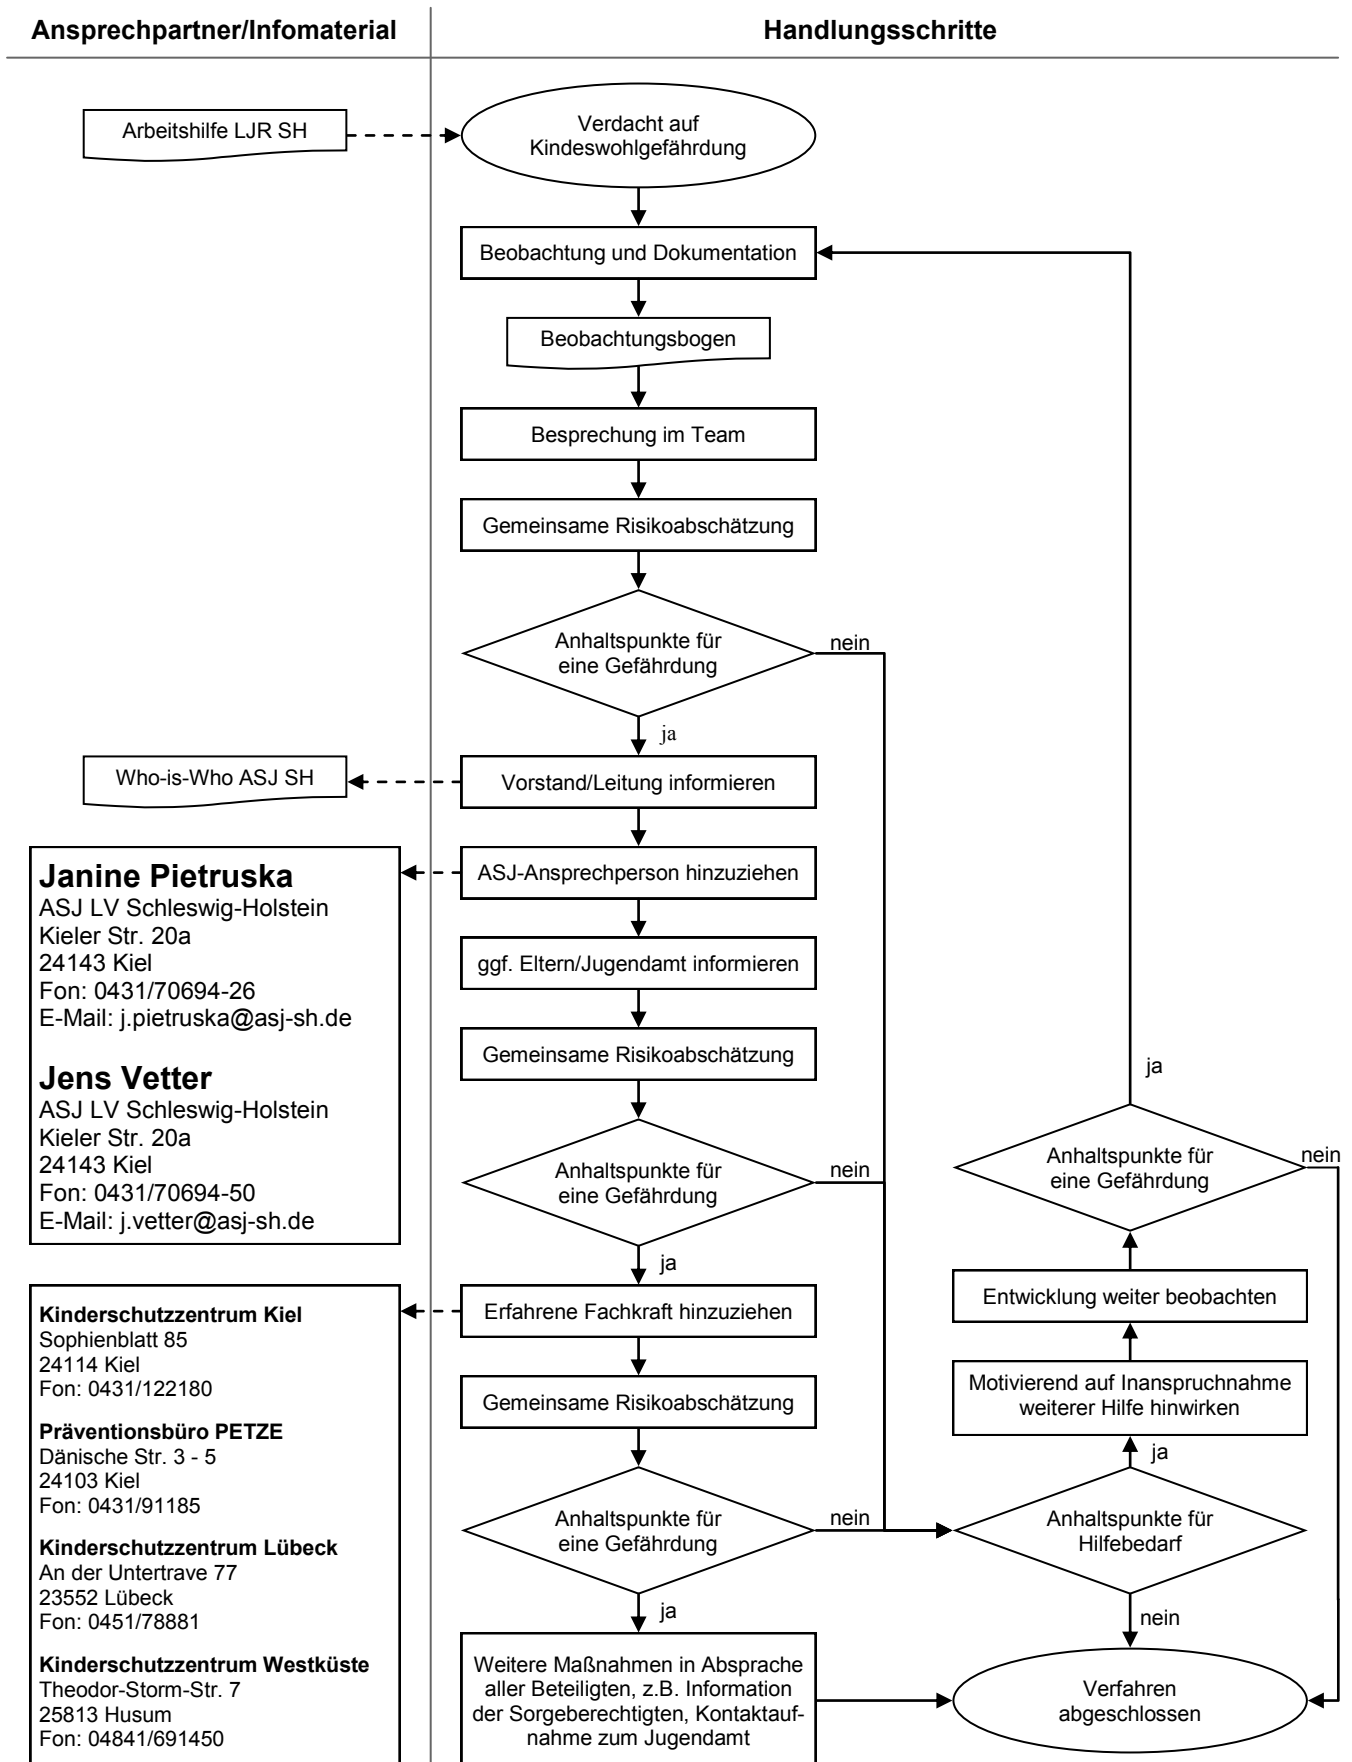 Ansprechpartner/Infomaterial
Handlungsschritte
Arbeitshilfe LJR SH
Verdacht auf
Kindeswohlgefährdung
Beobachtung und Dokumentation
Beobachtungsbogen
Besprechung im Team
Gemeinsame Risikoabschätzung
Anhaltspunkte für
eine Gefährdung
nein
ja
Who-is-Who ASJ SH
Vorstand/Leitung informieren
Janine Pietruska
ASJ LV Schleswig-Holstein
Kieler Str. 20a
24143 Kiel
Fon: 0431/70694-26
E-Mail: j.pietruska@asj-sh.de
Jens Vetter
ASJ LV Schleswig-Holstein
Kieler Str. 20a
24143 Kiel
Fon: 0431/70694-50
E-Mail: j.vetter@asj-sh.de
ASJ-Ansprechperson hinzuziehen
ggf. Eltern/Jugendamt informieren
Gemeinsame Risikoabschätzung
Anhaltspunkte für
eine Gefährdung
nein
ja
Kinderschutzzentrum Kiel
Sophienblatt 85
24114 Kiel
Fon: 0431/122180
Präventionsbüro PETZE
Dänische Str. 3 - 5
24103 Kiel
Fon: 0431/91185
Kinderschutzzentrum Lübeck
An der Untertrave 77
23552 Lübeck
Fon: 0451/78881
Kinderschutzzentrum Westküste
Theodor-Storm-Str. 7
25813 Husum
Fon: 04841/691450
Erfahrene Fachkraft hinzuziehen
Gemeinsame Risikoabschätzung
Anhaltspunkte für
eine Gefährdung
nein
ja
Weitere Maßnahmen in Absprache
aller Beteiligten, z.B. Information
der Sorgeberechtigten, Kontaktauf-
nahme zum Jugendamt
ja
Anhaltspunkte für
eine Gefährdung
nein
Entwicklung weiter beobachten
Motivierend auf Inanspruchnahme
weiterer Hilfe hinwirken
ja
Anhaltspunkte für
Hilfebedarf
nein
Verfahren
abgeschlossen